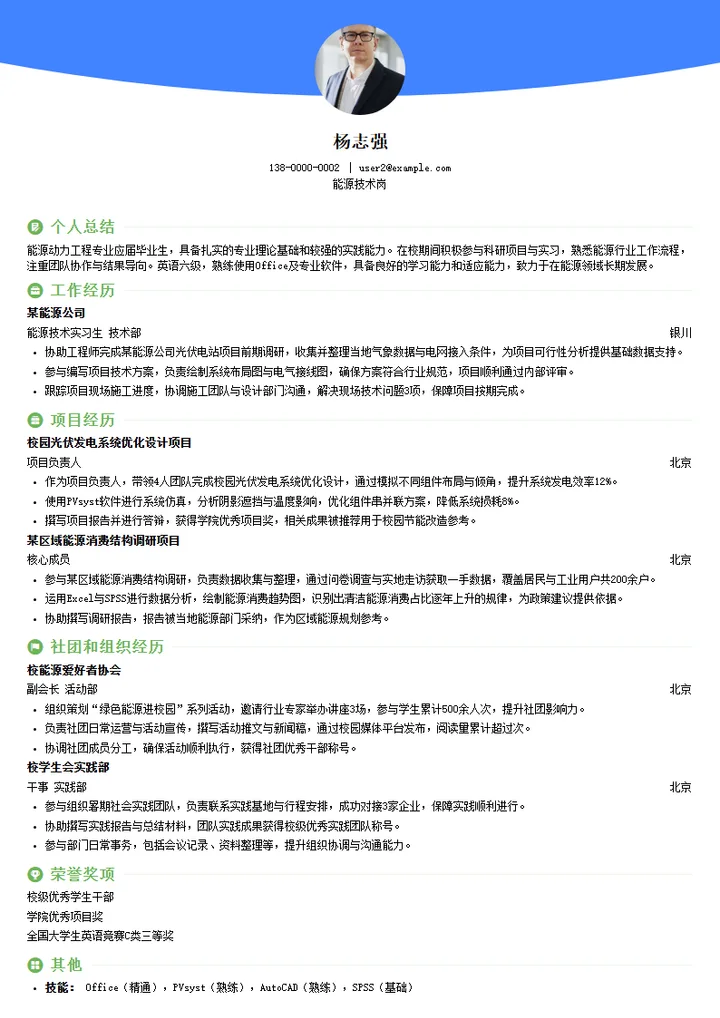 杨志强
138-0000-0002 | user2@example.com
能源技术岗
个人总结
能源动力工程专业应届毕业生，具备扎实的专业理论基础和较强的实践能力。在校期间积极参与科研项目与实习，熟悉能源行业工作流程，
注重团队协作与结果导向。英语六级，熟练使用Office及专业软件，具备良好的学习能力和适应能力，致力于在能源领域长期发展。
工作经历
某能源公司
能源技术实习生 技术部 银川
• 协助工程师完成某能源公司光伏电站项目前期调研，收集并整理当地气象数据与电网接入条件，为项目可行性分析提供基础数据支持。
• 参与编写项目技术方案，负责绘制系统布局图与电气接线图，确保方案符合行业规范，项目顺利通过内部评审。
• 跟踪项目现场施工进度，协调施工团队与设计部门沟通，解决现场技术问题3项，保障项目按期完成。
项目经历
校园光伏发电系统优化设计项目
项目负责人 北京
• 作为项目负责人，带领4人团队完成校园光伏发电系统优化设计，通过模拟不同组件布局与倾角，提升系统发电效率12%。
• 使用PVsyst软件进行系统仿真，分析阴影遮挡与温度影响，优化组件串并联方案，降低系统损耗8%。
• 撰写项目报告并进行答辩，获得学院优秀项目奖，相关成果被推荐用于校园节能改造参考。
某区域能源消费结构调研项目
核心成员 北京
• 参与某区域能源消费结构调研，负责数据收集与整理，通过问卷调查与实地走访获取一手数据，覆盖居民与工业用户共200余户。
• 运用Excel与SPSS进行数据分析，绘制能源消费趋势图，识别出清洁能源消费占比逐年上升的规律，为政策建议提供依据。
• 协助撰写调研报告，报告被当地能源部门采纳，作为区域能源规划参考。
社团和组织经历
校能源爱好者协会
副会长 活动部 北京
• 组织策划“绿色能源进校园”系列活动，邀请行业专家举办讲座3场，参与学生累计500余人次，提升社团影响力。
• 负责社团日常运营与活动宣传，撰写活动推文与新闻稿，通过校园媒体平台发布，阅读量累计超过次。
• 协调社团成员分工，确保活动顺利执行，获得社团优秀干部称号。
校学生会实践部
干事 实践部 北京
• 参与组织暑期社会实践团队，负责联系实践基地与行程安排，成功对接3家企业，保障实践顺利进行。
• 协助撰写实践报告与总结材料，团队实践成果获得校级优秀实践团队称号。
• 参与部门日常事务，包括会议记录、资料整理等，提升组织协调与沟通能力。
荣誉奖项
校级优秀学生干部
学院优秀项目奖
全国大学生英语竞赛C类三等奖
其他
• 技能： Office（精通），PVsyst（熟练），AutoCAD（熟练），SPSS（基础）